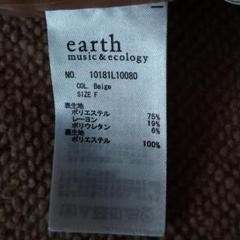 earth
music&ecology
NO. 10181L10080
COL. Beige
SIZE F
表生地
ポリエステル 75%
レーヨン 19%
ポリウレタン 6%
裏生地
ポリエステル 100%